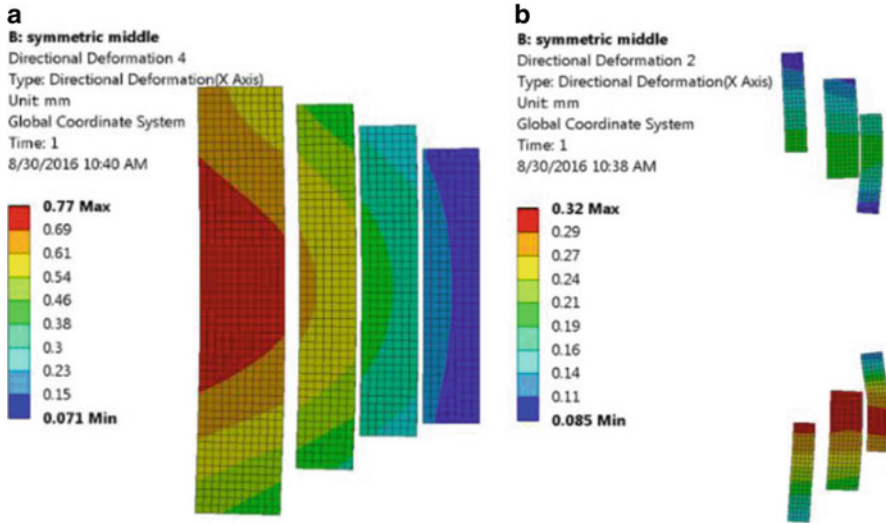 a
B: symmetric middle
Directional Deformation 4
Type: Directional Deformation(X Axis)
Unit: mm
Global Coordinate System
Time: 1
8/30/2016 10:40 AM
0.77 Max
0.69
0.61
0.54
0.46
0.38
0.3
0.23
0.15
0.071 Min
b
B: symmetric middle
Directional Deformation 2
Type: Directional Deformation(X Axis)
Unit: mm
Global Coordinate System
Time: 1
8/30/2016 10:38 AM
0.32 Max
0.29
0.27
0.24
0.21
0.19
0.16
0.14
0.11
0.085 Min